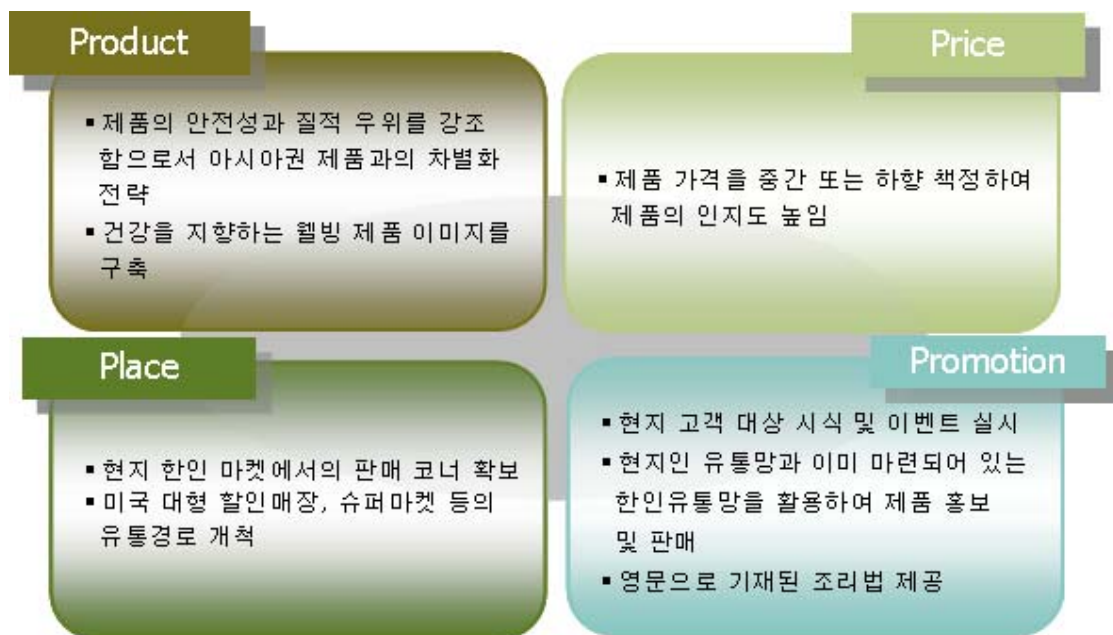 Product
▪ 제품의 안전성과 질적 우위를 강조
함으로서 아시아권 제품과의 차별화
전략
▪ 건강을 지향하는 웰빙 제품 이미지를
구축
Price
▪ 제품 가격을 중간 또는 하향 책정하여
제품의 인지도 높임
Place
▪ 현지 한인 마켓에서의 판매 코너 확보
▪ 미국 대형 할인매장, 슈퍼마켓 등의
유통경로 개척
Promotion
▪ 현지 고객 대상 시식 및 이벤트 실시
▪ 현지인 유통망과 이미 마련되어 있는
한인유통망을 활용하여 제품 홍보
및 판매
▪ 영문으로 기재된 조리법 제공